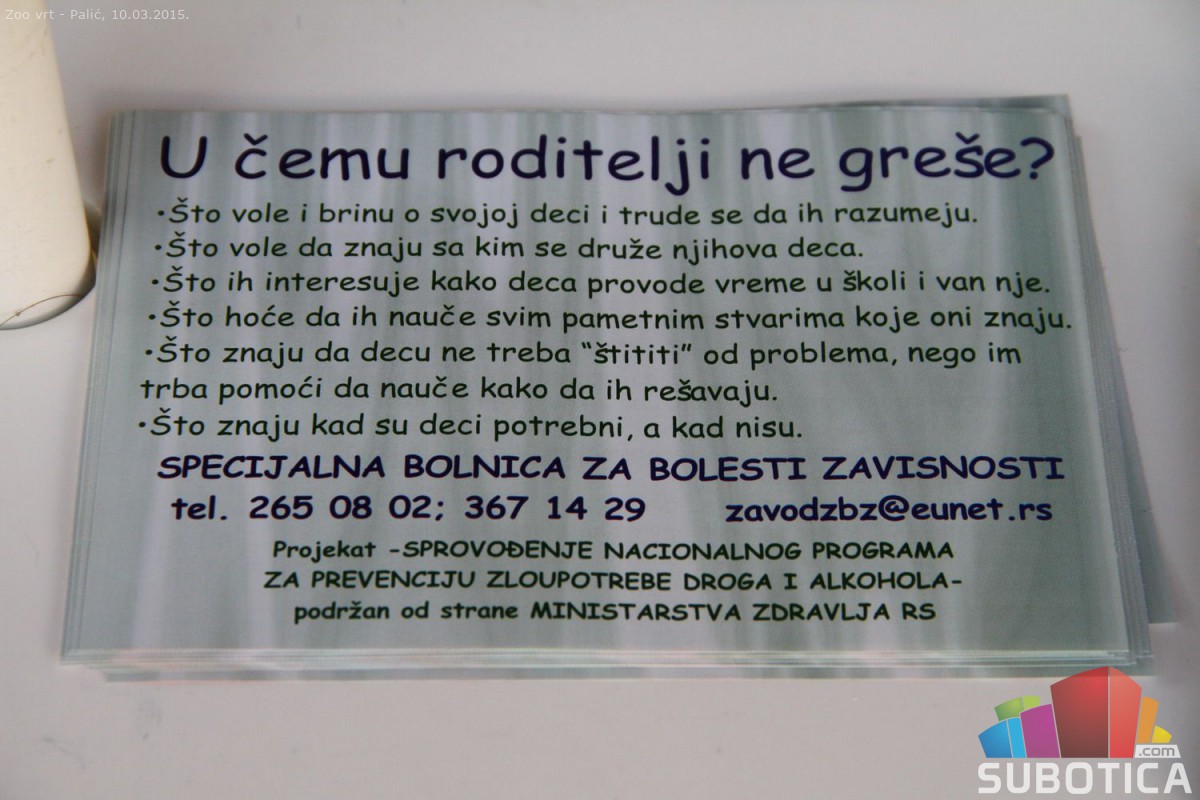 Zoo vrt - Palić, 10.03.2015.
U čemu roditelji ne greše?
•Što vole i brinu o svojoj deci i trude se da ih razumeju.
•Što vole da znaju sa kim se druže njihova deca.
•Što ih interesuje kako deca provode vreme u školi i van nje.
•Što hoće da ih nauče svim pametnim stvarima koje oni znaju.
•Što znaju da decu ne treba “štititi” od problema, nego im
trba pomoći da nauče kako da ih rešavaju.
•Što znaju kad su deci potrebni, a kad nisu.
SPECIJALNA BOLNICA ZA BOLESTI ZAVISNOSTI
tel. 265 08 02; 367 14 29 zavodzbz@eunet.rs
Projekat -SPROVOĐENJE NACIONALNOG PROGRAMA
ZA PREVENCIJU ZLOUPOTREBE DROGA I ALKOHOLA-
podržan od strane MINISTARSTVA ZDRAVLJA RS
.com
SUBOTICA